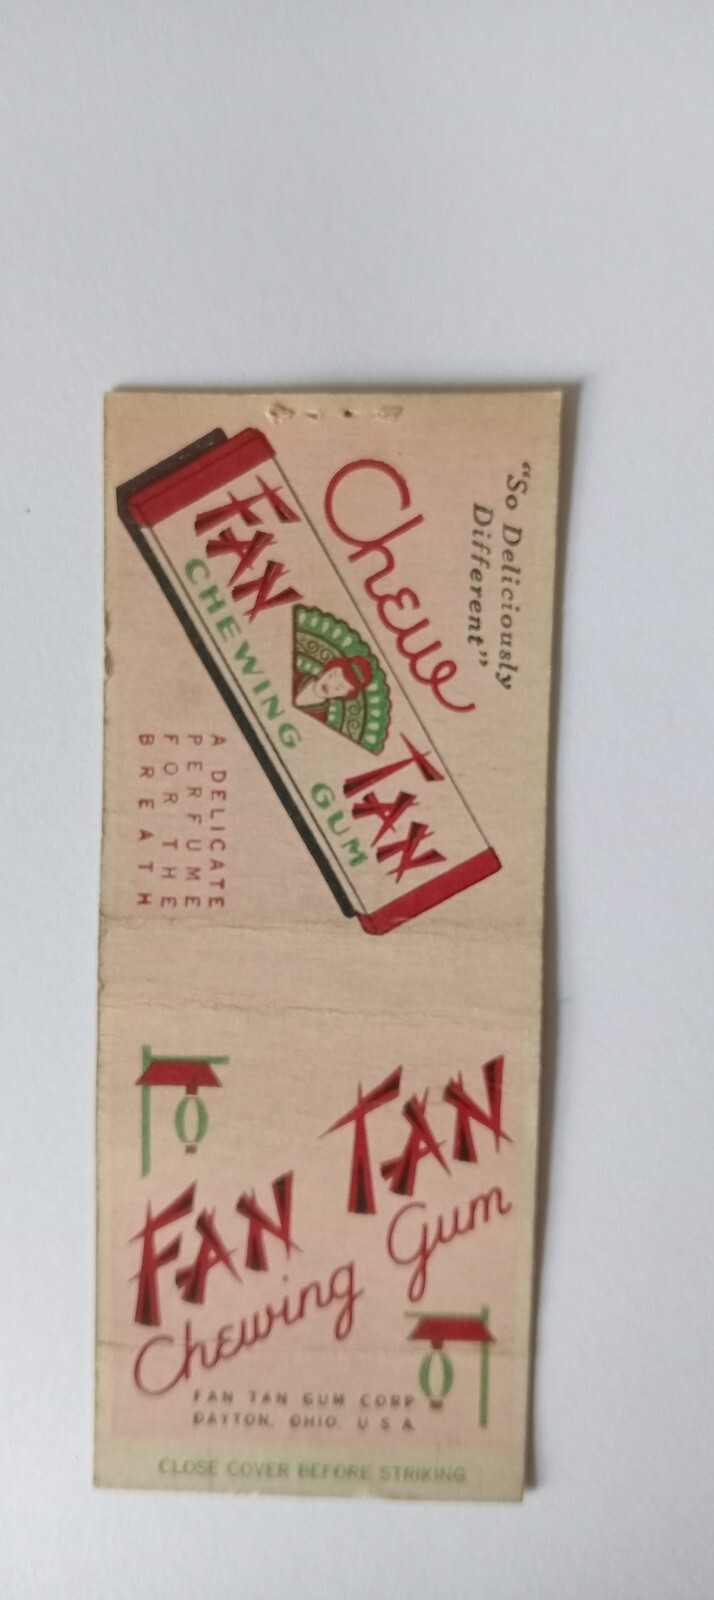 "So Deliciously
Different"
Chew
FAN TAN
CHEWING GUM
A DELICATE
PERFUME
FOR THE
BREATH
FAN TAN
Chewing Gum
FAN TAN GUM CORP
DAYTON, OHIO. U S A
CLOSE COVER BEFORE STRIKING